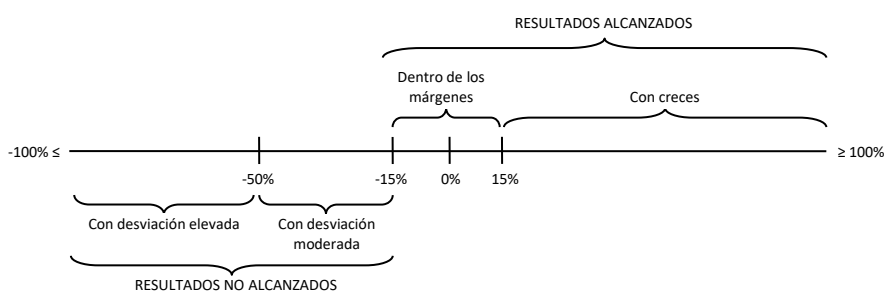 RESULTADOS ALCANZADOS
Dentro de los
márgenes
Con creces
-100% ≤
≥ 100%
-50%
-15%
0%
15%
Con desviación elevada
Con desviación
moderada
RESULTADOS NO ALCANZADOS